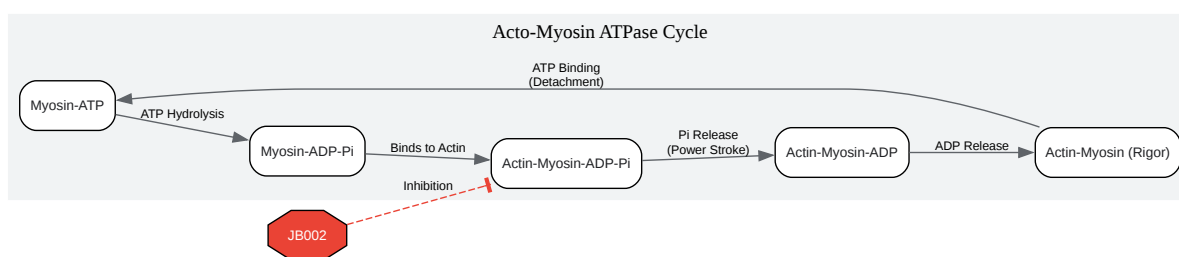 Acto-Myosin ATPase Cycle
ATP Binding
(Detachment)
Myosin-ATP
ATP Hydrolysis
Myosin-ADP-Pi
Binds to Actin
Actin-Myosin-ADP-Pi
Pi Release
(Power Stroke)
Actin-Myosin-ADP
ADP Release
Actin-Myosin (Rigor)
Inhibition
JB002